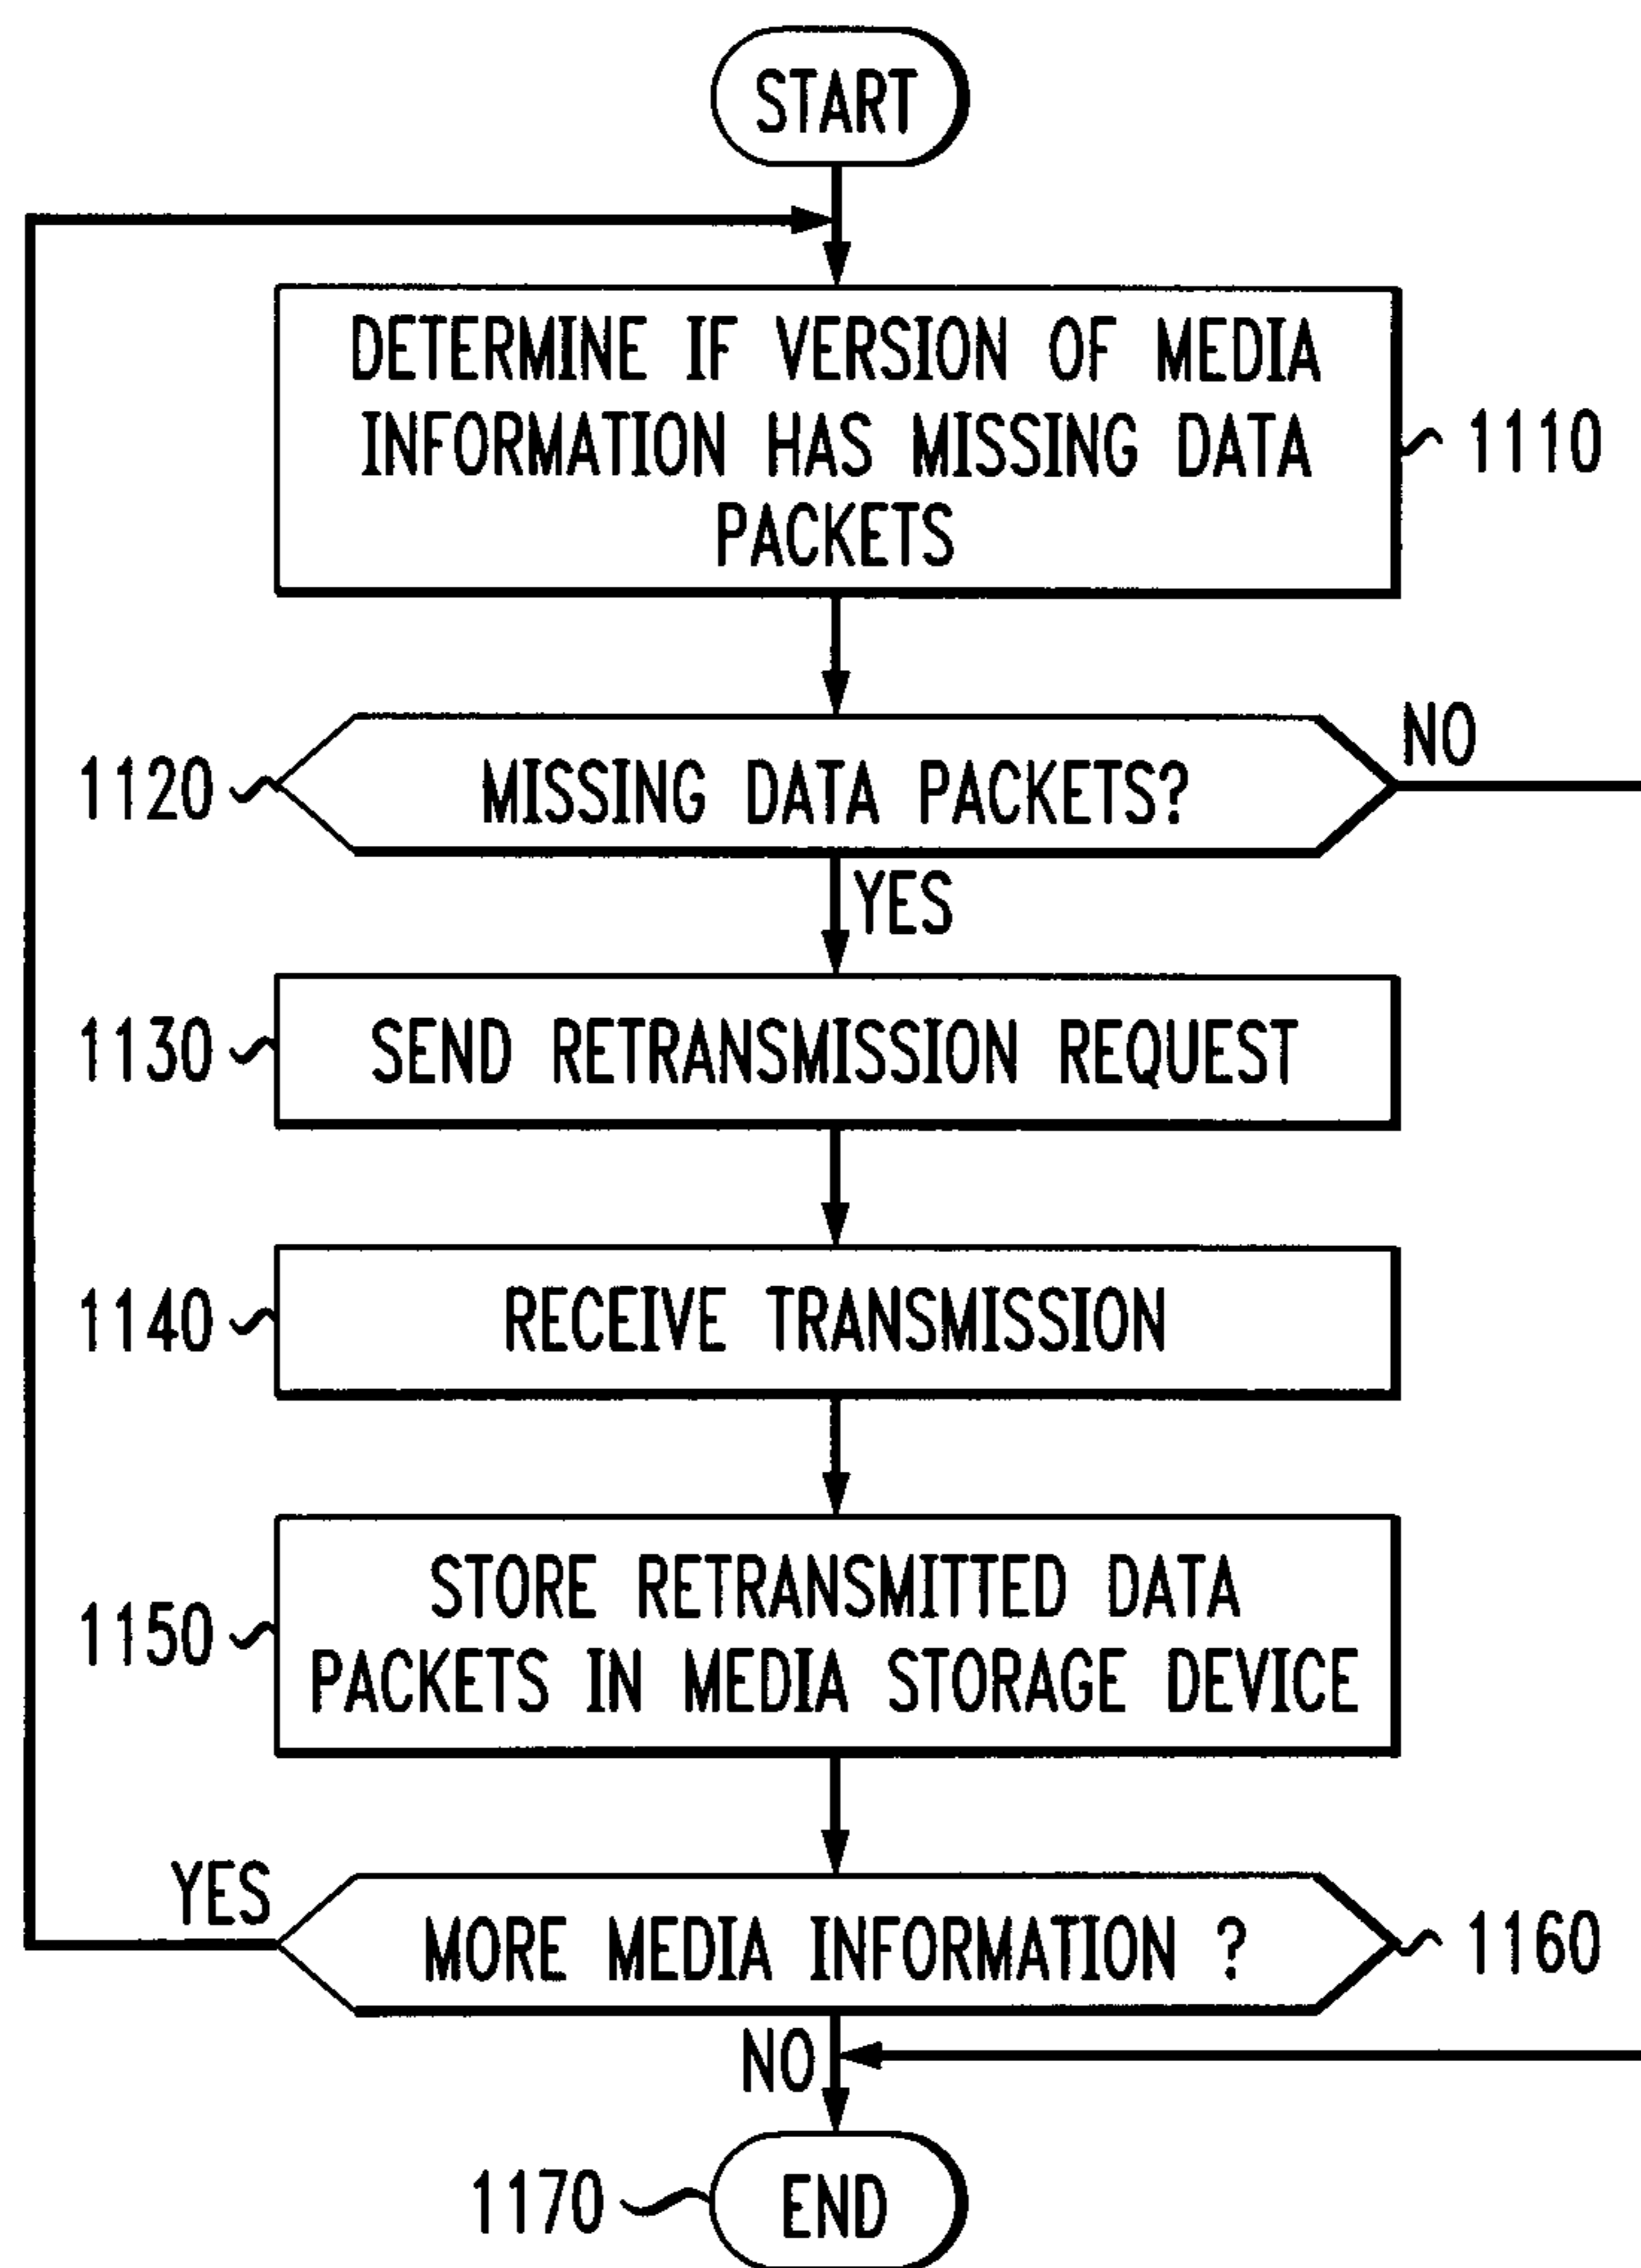 START
DETERMINE IF VERSION OF MEDIA
INFORMATION HAS MISSING DATA
PACKETS
1110
NO
1120
MISSING DATA PACKETS?
YES
1130
SEND RETRANSMISSION REQUEST
1140
RECEIVE TRANSMISSION
1150
STORE RETRANSMITTED DATA
PACKETS IN MEDIA STORAGE DEVICE
YES
MORE MEDIA INFORMATION ?
1160
NO
1170
END